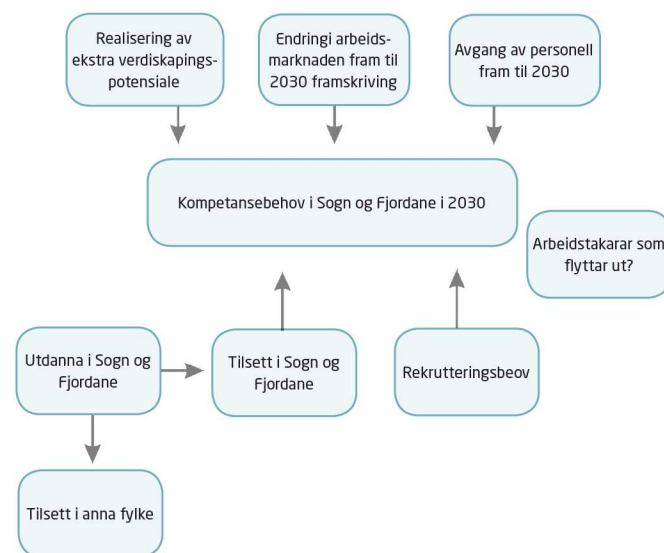 Realisering av
ekstra verdiskapings-
potensiale
Endringi arbeids-
marknaden fram til
2030 framskriving
Avgang av personell
fram til 2030
Kompetansebehov i Sogn og Fjordane i 2030
Arbeidstakarar som
flyttar ut?
Utdanna i Sogn og
Fjordane
Tilsett i Sogn og
Fjordane
Rekrutteringsbeov
Tilsett i anna fylke